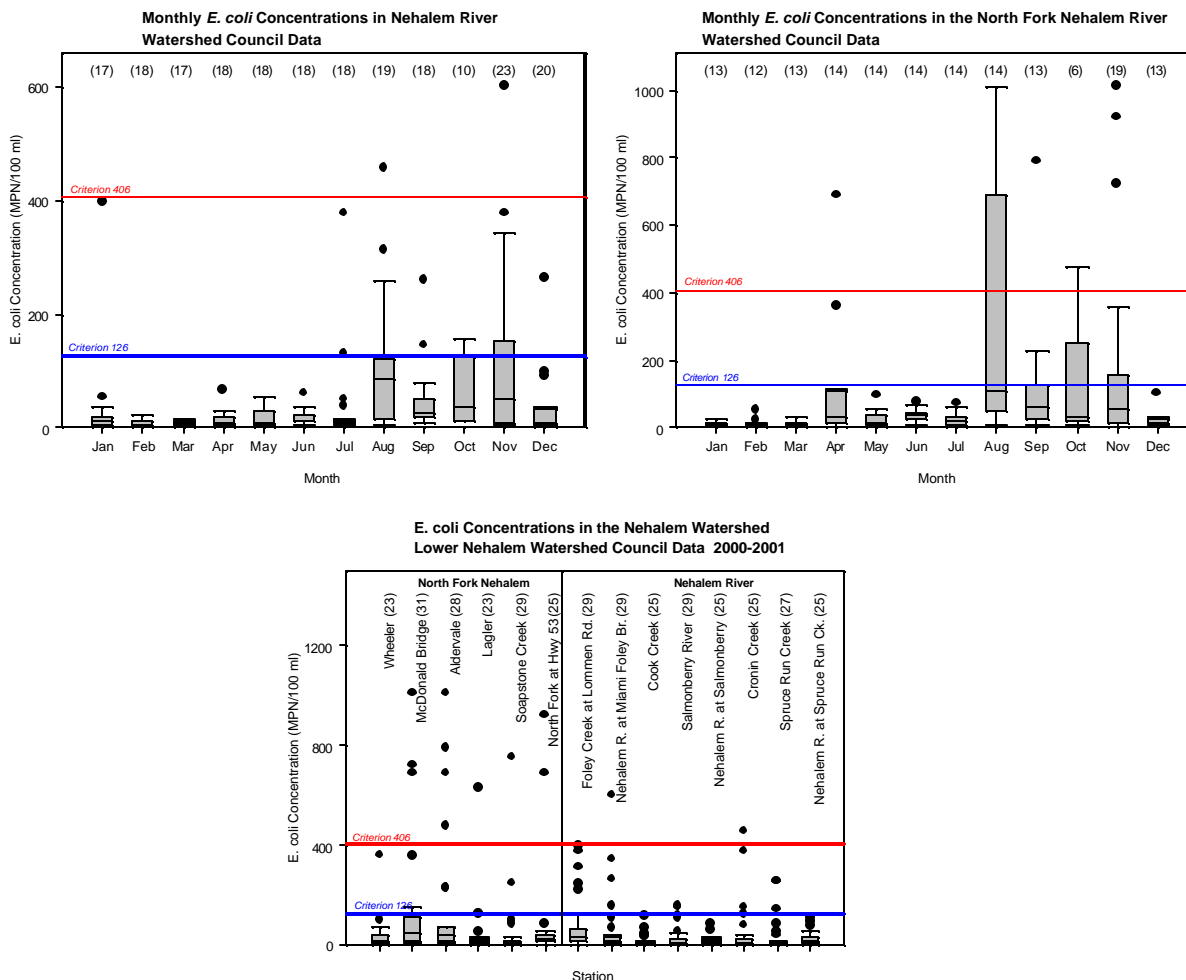 Monthly E. coli Concentrations in Nehalem River
Watershed Council Data
(17) (18) (17) (18) (18) (18) (18) (19) (18) (10) (23) (20)
600
400
200
0
E. coli Concentration (MPN/100 ml)
Criterion 406
Criterion 126
Jan Feb Mar Apr May Jun Jul Aug Sep Oct Nov Dec
Month
Monthly E. coli Concentrations in the North Fork Nehalem River
Watershed Council Data
(13) (12) (13) (14) (14) (14) (14) (14) (13) (6) (19) (13)
1000
800
600
400
200
0
E. coli Concentration (MPN/100 ml)
Criterion 406
Criterion 126
Jan Feb Mar Apr May Jun Jul Aug Sep Oct Nov Dec
Month
E. coli Concentrations in the Nehalem Watershed
Lower Nehalem Watershed Council Data 2000-2001
North Fork Nehalem
Nehalem River
Wheeler (23)
McDonald Bridge (31)
Aldervale (28)
Lagler (23)
Soapstone Creek (29)
North Fork at Hwy 53 (25)
Foley Creek at Lommen Rd. (29)
Nehalem R. at Miami Foley Br. (29)
Cook Creek (25)
Salmonberry River (29)
Nehalem R. at Salmonberry (25)
Cronin Creek (25)
Spruce Run Creek (27)
Nehalem R. at Spruce Run Ck. (25)
1200
800
400
0
E. coli Concentration (MPN/100 ml)
Criterion 406
Criterion 126
Station